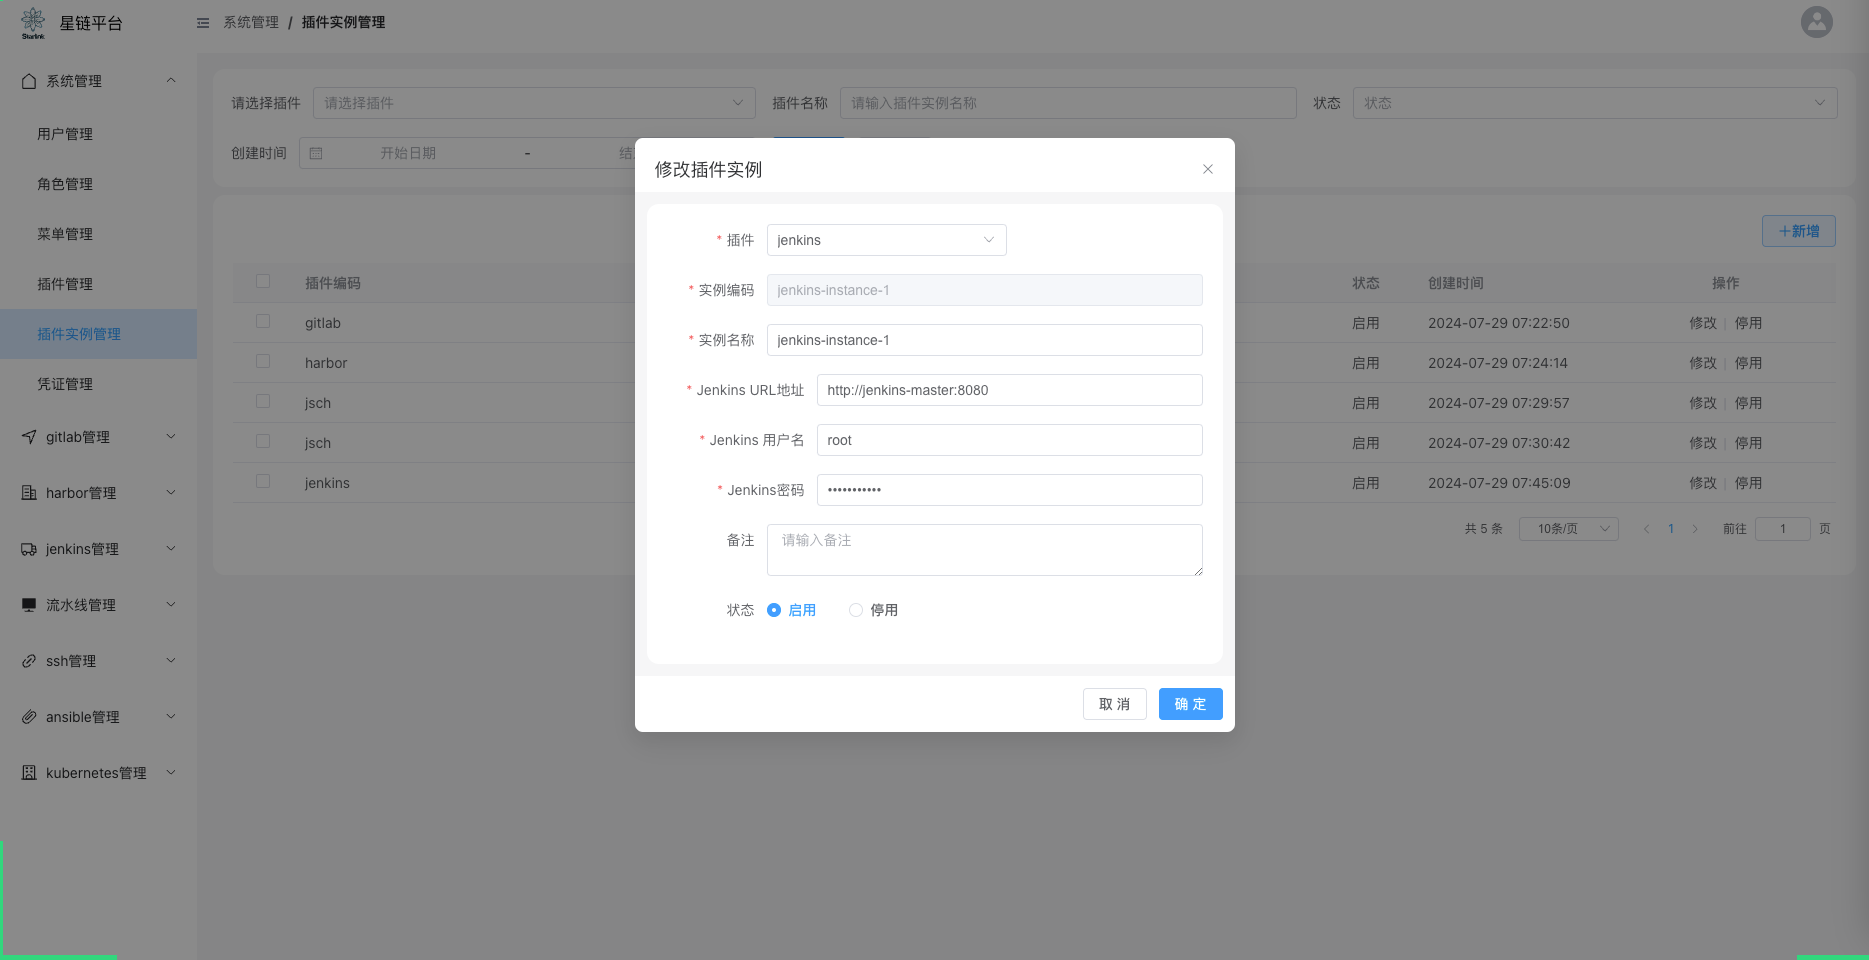 星链平台
Starlink
系统管理 / 插件实例管理
系统管理
用户管理
角色管理
菜单管理
插件管理
插件实例管理
凭证管理
gitlab管理
harbor管理
jenkins管理
流水线管理
ssh管理
ansible管理
kubernetes管理
请选择插件 请选择插件 插件名称 请输入插件实例名称 状态 状态
创建时间 开始日期 - 结
+新增
插件编码 状态 创建时间 操作
gitlab 启用 2024-07-29 07:22:50 修改 | 停用
harbor 启用 2024-07-29 07:24:14 修改 | 停用
jsch 启用 2024-07-29 07:29:57 修改 | 停用
jsch 启用 2024-07-29 07:30:42 修改 | 停用
jenkins 启用 2024-07-29 07:45:09 修改 | 停用
共 5 条 10条/页 1 前往 1 页
修改插件实例
* 插件 jenkins
* 实例编码 jenkins-instance-1
* 实例名称 jenkins-instance-1
* Jenkins URL地址 http://jenkins-master:8080
* Jenkins 用户名 root
* Jenkins密码 •••••••••••
备注 请输入备注
状态 启用 停用
取 消 确 定